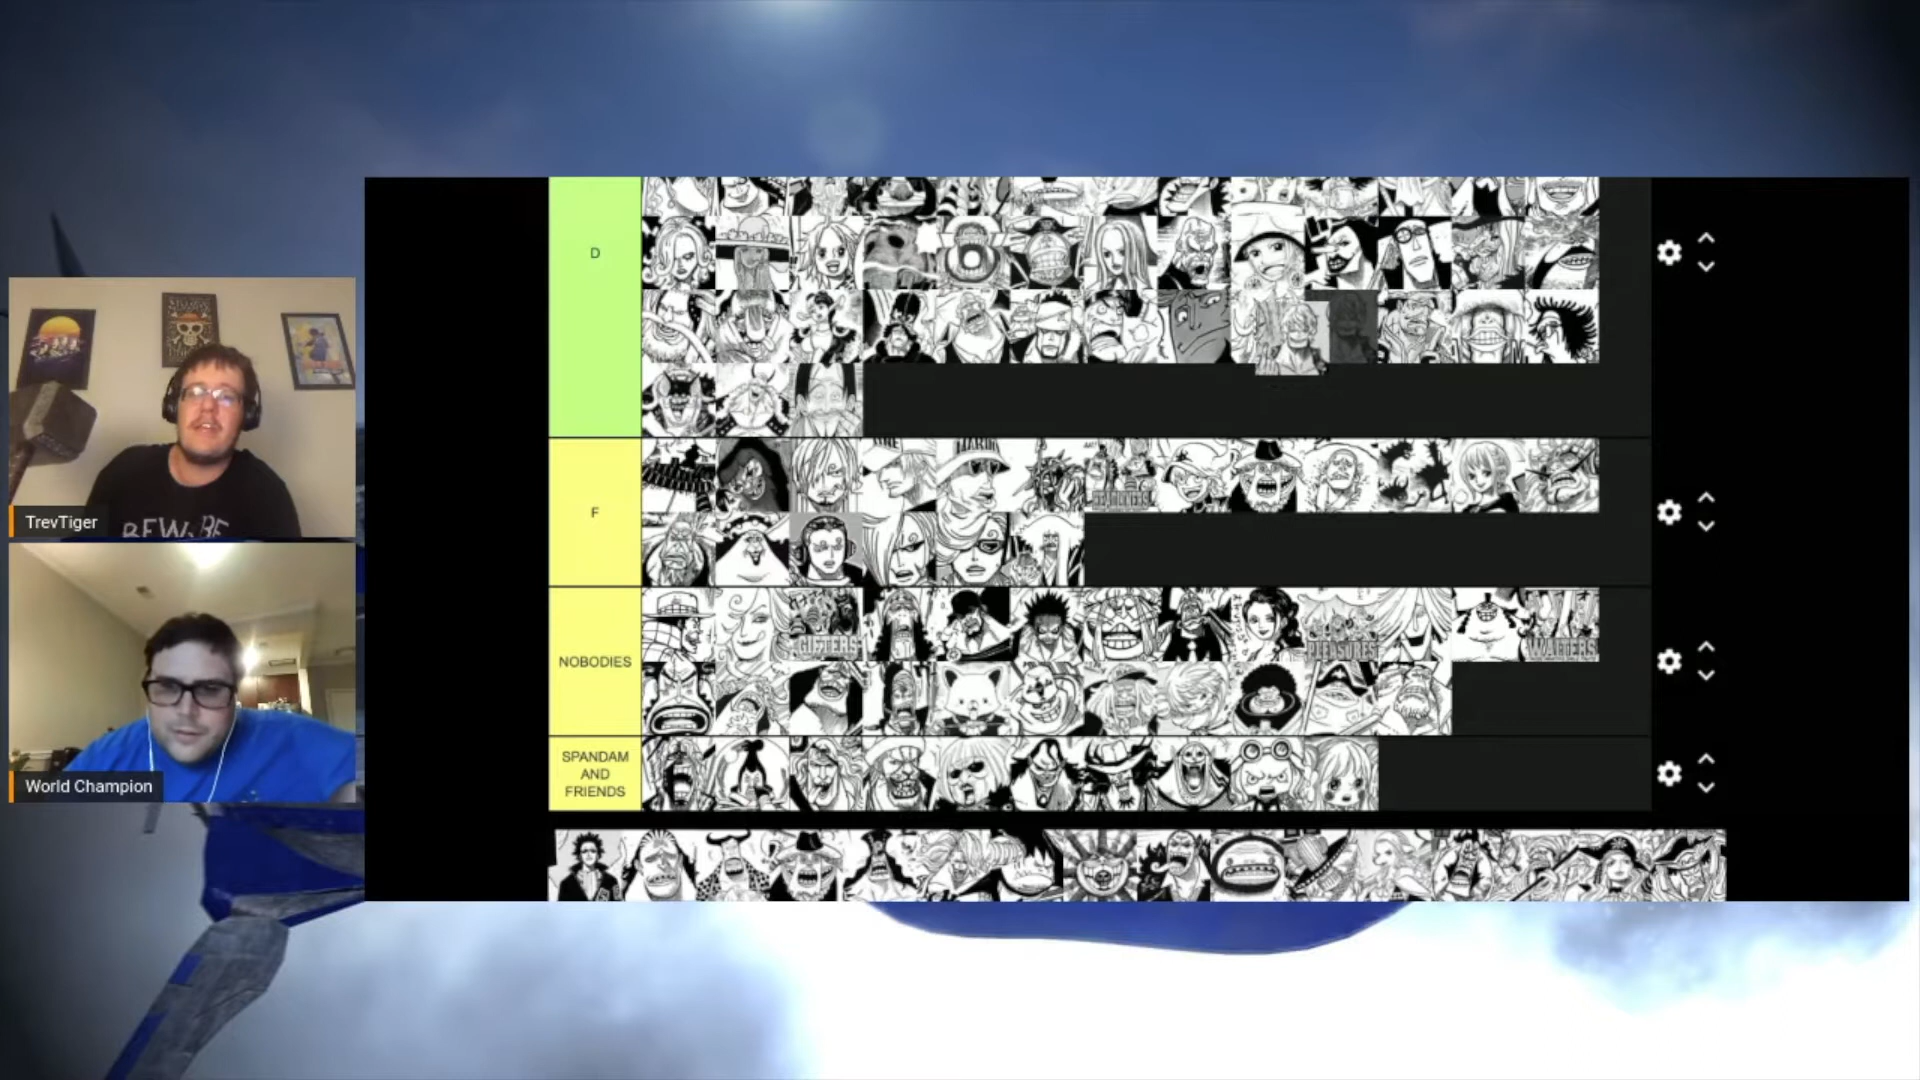 D
F
NOBODIES
SPANDAM
AND
FRIENDS
GIFTERS
PLEASURES
WAITERS
TrevTiger
World Champion